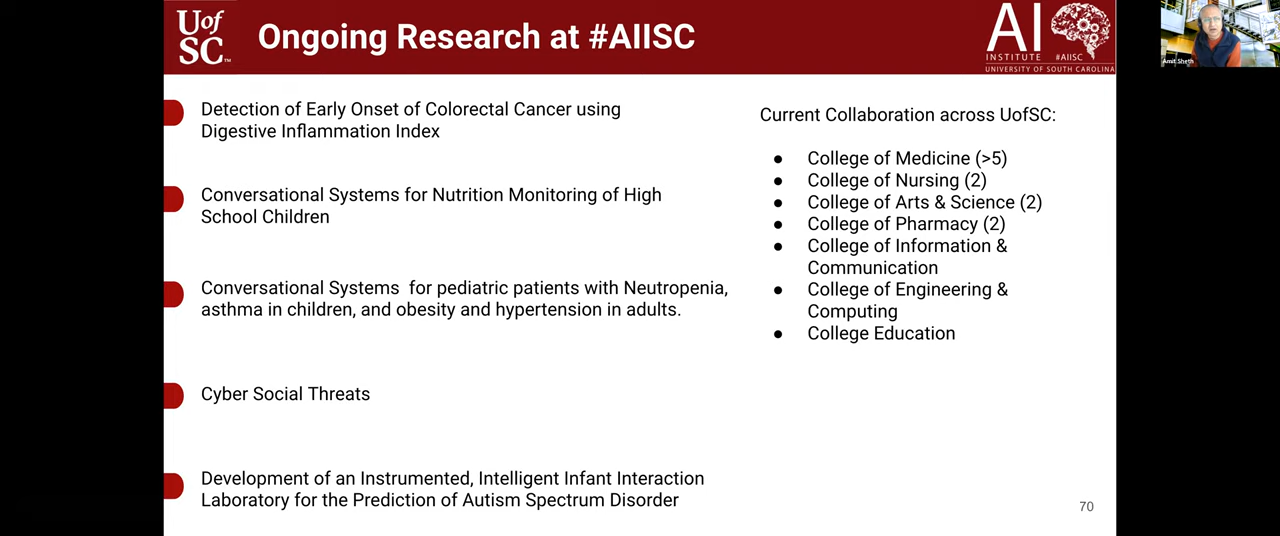 Uof
SC™
Ongoing Research at #AIISC
AI
INSTITUTE #AIISC
UNIVERSITY OF SOUTH CAROLINA
Amit Sheth
Detection of Early Onset of Colorectal Cancer using
Digestive Inflammation Index
Conversational Systems for Nutrition Monitoring of High
School Children
Conversational Systems for pediatric patients with Neutropenia,
asthma in children, and obesity and hypertension in adults.
Cyber Social Threats
Development of an Instrumented, Intelligent Infant Interaction
Laboratory for the Prediction of Autism Spectrum Disorder
Current Collaboration across UofSC:
● College of Medicine (>5)
● College of Nursing (2)
● College of Arts & Science (2)
● College of Pharmacy (2)
● College of Information &
Communication
● College of Engineering &
Computing
● College Education
70